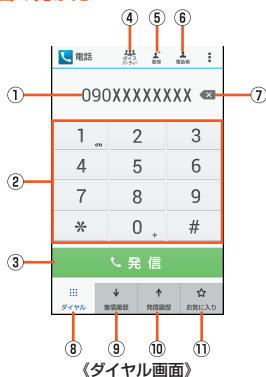 ④ ⑤ ⑥
電話 ボイスパーティー 登録 電話帳
① 090XXXXXXXX ⑦
1 2 3
② 4 5 6
7 8 9
* 0 + #
③ 発信
ダイヤル 着信履歴 発信履歴 お気に入り
⑧ ⑨ ⑩ ⑪
《ダイヤル画面》